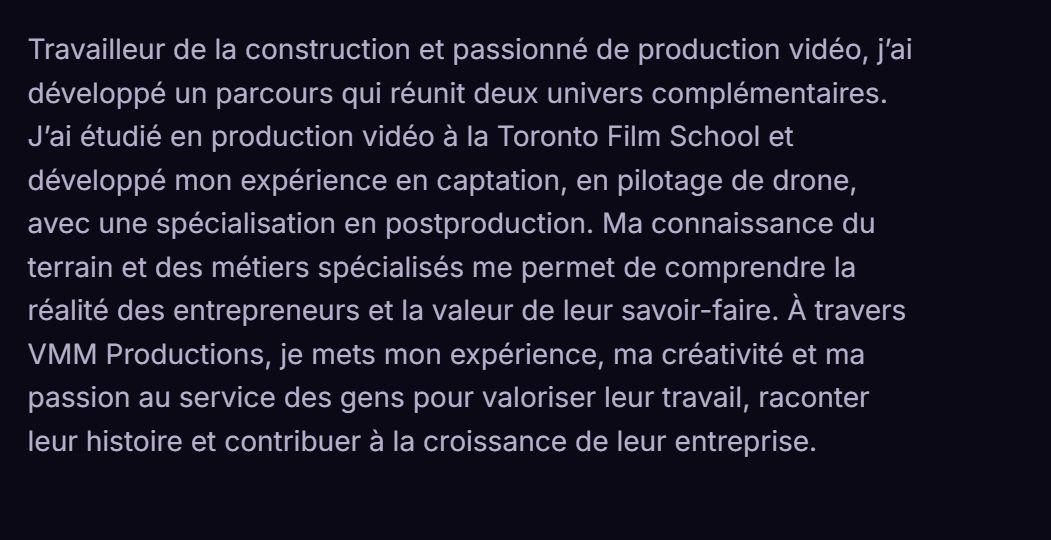 Travailleur de la construction et passionné de production vidéo, j’ai
développé un parcours qui réunit deux univers complémentaires.
J’ai étudié en production vidéo à la Toronto Film School et
développé mon expérience en captation, en pilotage de drone,
avec une spécialisation en postproduction. Ma connaissance du
terrain et des métiers spécialisés me permet de comprendre la
réalité des entrepreneurs et la valeur de leur savoir-faire. À travers
VMM Productions, je mets mon expérience, ma créativité et ma
passion au service des gens pour valoriser leur travail, raconter
leur histoire et contribuer à la croissance de leur entreprise.